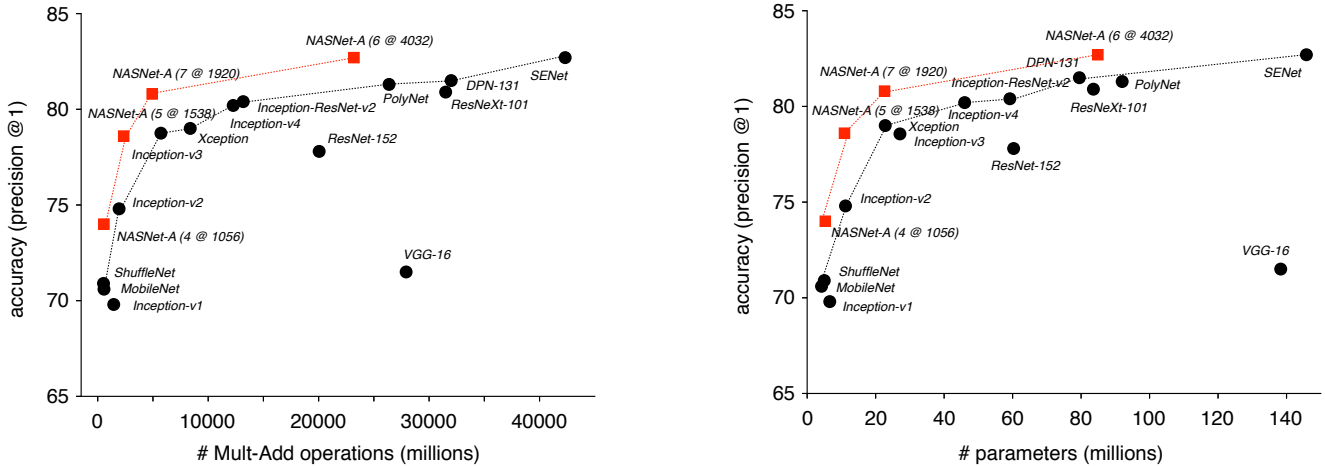 85
80
75
70
65
accuracy (precision @1)
NASNet-A (6 @ 4032)
NASNet-A (7 @ 1920)
SENet
DPN-131
PolyNet
ResNeXt-101
Inception-ResNet-v2
NASNet-A (5 @ 1538)
Inception-v4
Xception
ResNet-152
Inception-v3
Inception-v2
NASNet-A (4 @ 1056)
VGG-16
ShuffleNet
MobileNet
Inception-v1
0
10000
20000
30000
40000
# Mult-Add operations (millions)
85
80
75
70
65
accuracy (precision @1)
NASNet-A (6 @ 4032)
DPN-131
NASNet-A (7 @ 1920)
SENet
Inception-ResNet-v2
PolyNet
NASNet-A (5 @ 1538)
Inception-v4
ResNeXt-101
Xception
Inception-v3
ResNet-152
Inception-v2
NASNet-A (4 @ 1056)
VGG-16
ShuffleNet
MobileNet
Inception-v1
0
20
40
60
80
100
120
140
# parameters (millions)